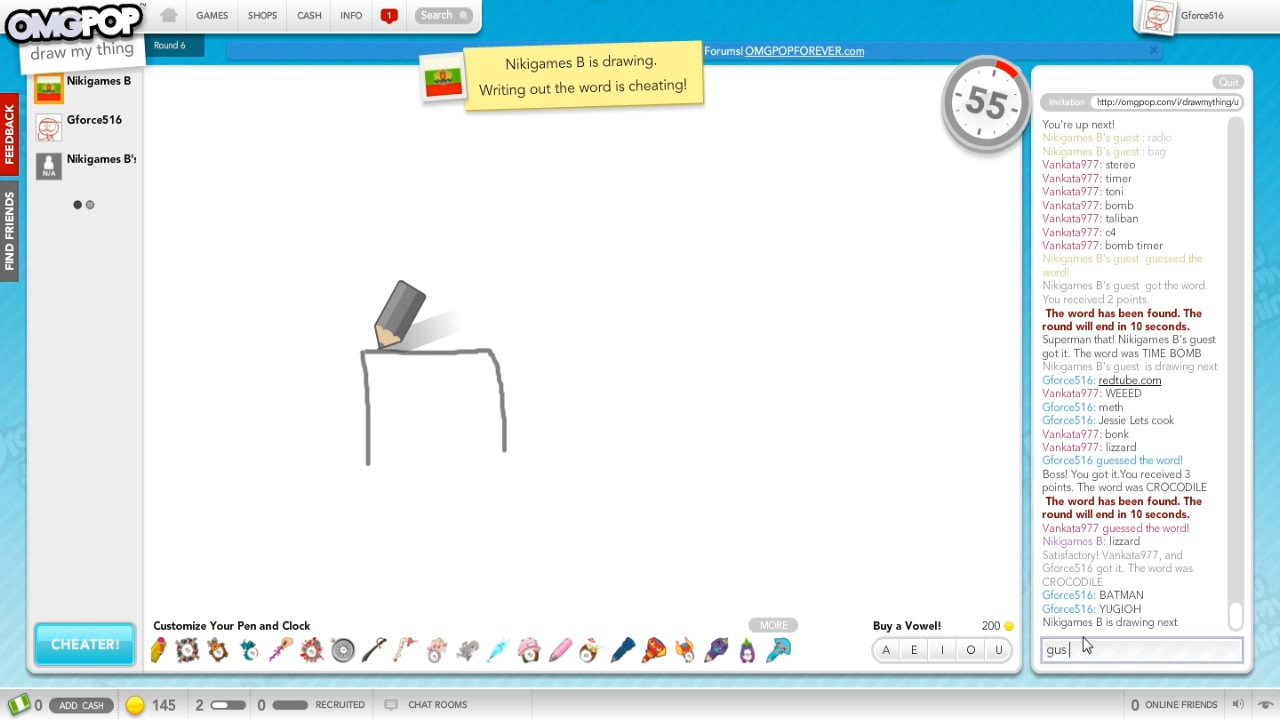 OMGPOP
draw my thing
GAMES
SHOPS
CASH
INFO
1
Search
Gforce516
Round 6
Forums! OMGPOPFOREVER.com
Nikigames B is drawing.
Writing out the word is cheating!
55
FEEDBACK
FIND FRIENDS
Nikigames B
Gforce516
Nikigames B's
N/A
Quit
Invitation
http://omgpop.com/i/drawmything/u
You're up next!
Nikigames B's guest : radio
Nikigames B's guest : bag
Vankata977: stereo
Vankata977: timer
Vankata977: toni
Vankata977: bomb
Vankata977: taliban
Vankata977: c4
Vankata977: bomb timer
Nikigames B's guest guessed the
word!
Nikigames B's guest got the word.
You received 2 points.
The word has been found. The
round will end in 10 seconds.
Superman that! Nikigames B's guest
got it. The word was TIME BOMB
Nikigames B's guest is drawing next
Gforce516: redtube.com
Vankata977: WEEED
Gforce516: meth
Gforce516: Jessie Lets cook
Vankata977: bonk
Vankata977: lizzard
Gforce516 guessed the word!
Boss! You got it.You received 3
points. The word was CROCODILE
The word has been found. The
round will end in 10 seconds.
Vankata977 guessed the word!
Nikigames B: lizzard
Satisfactory! Vankata977, and
Gforce516 got it. The word was
CROCODILE
Gforce516: BATMAN
Gforce516: YUGIOH
Nikigames B is drawing next
gus
CHEATER!
Customize Your Pen and Clock
MORE
Buy a Vowel!
200
A E I O U
0
ADD CASH
145
2
0
RECRUITED
CHAT ROOMS
0 ONLINE FRIENDS